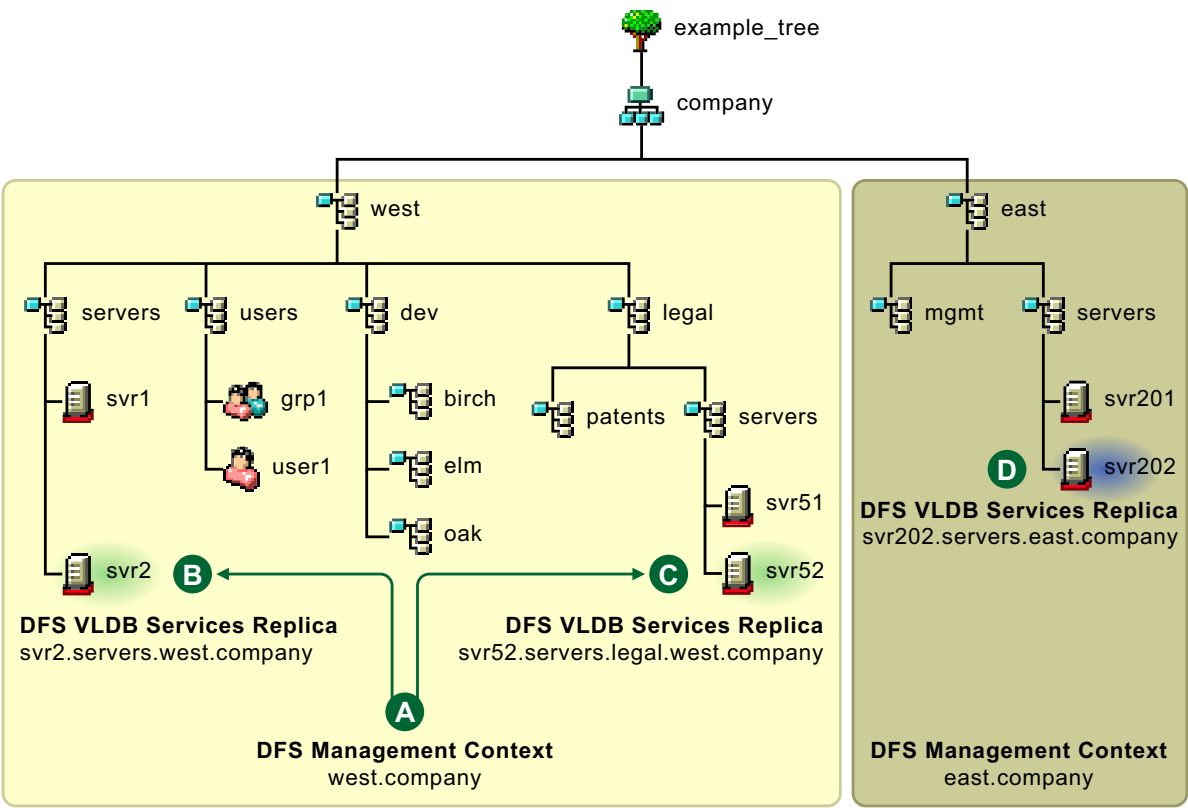 example_tree
company
west
east
servers
users
dev
legal
mgmt
servers
svr1
grp1
birch
patents
servers
svr201
user1
elm
D
svr202
svr51
DFS VLDB Services Replica
svr202.servers.east.company
oak
svr2
B
C
svr52
DFS VLDB Services Replica
svr2.servers.west.company
DFS VLDB Services Replica
svr52.servers.legal.west.company
A
DFS Management Context
west.company
DFS Management Context
east.company